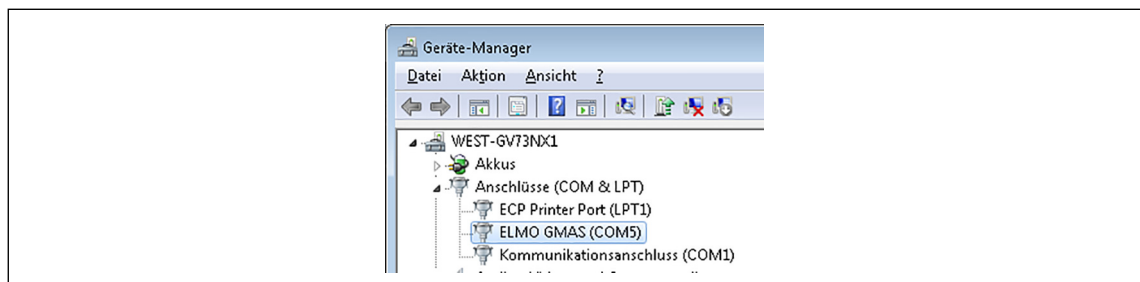 Geräte-Manager
Datei Aktion Ansicht ?
WEST-GV73NX1
Akkus
Anschlüsse (COM & LPT)
ECP Printer Port (LPT1)
ELMO GMAS (COM5)
Kommunikationsanschluss (COM1)